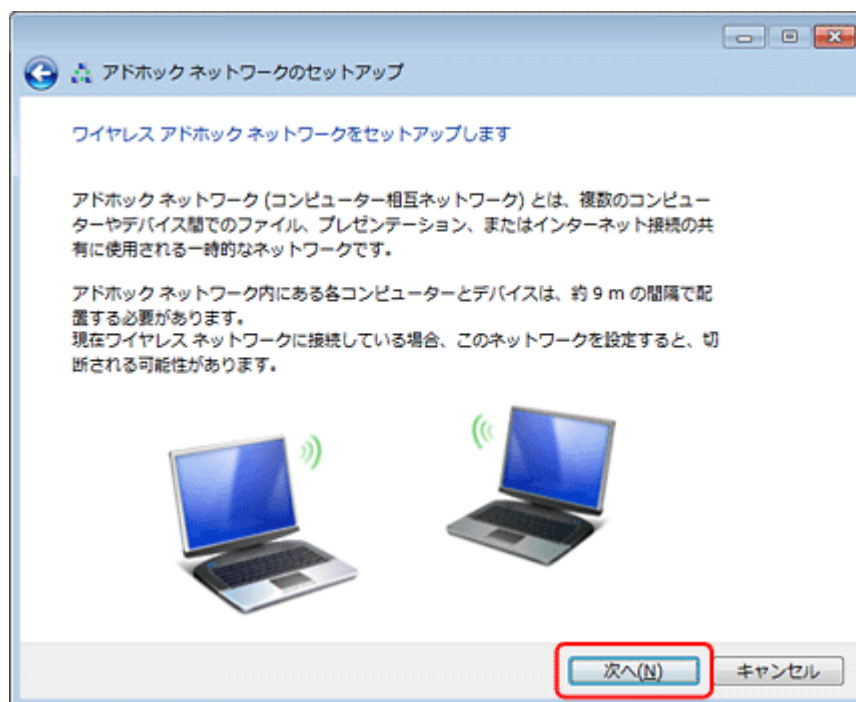 アドホック ネットワークのセットアップ
ワイヤレス アドホック ネットワークをセットアップします
アドホック ネットワーク (コンピューター相互ネットワーク) とは、複数のコンピュー
ターやデバイス間でのファイル、プレゼンテーション、またはインターネット接続の共
有に使用される一時的なネットワークです。
アドホック ネットワーク内にある各コンピューターとデバイスは、約 9 m の間隔で配
置する必要があります。
現在ワイヤレス ネットワークに接続している場合、このネットワークを設定すると、切
断される可能性があります。
次へ(N)
キャンセル